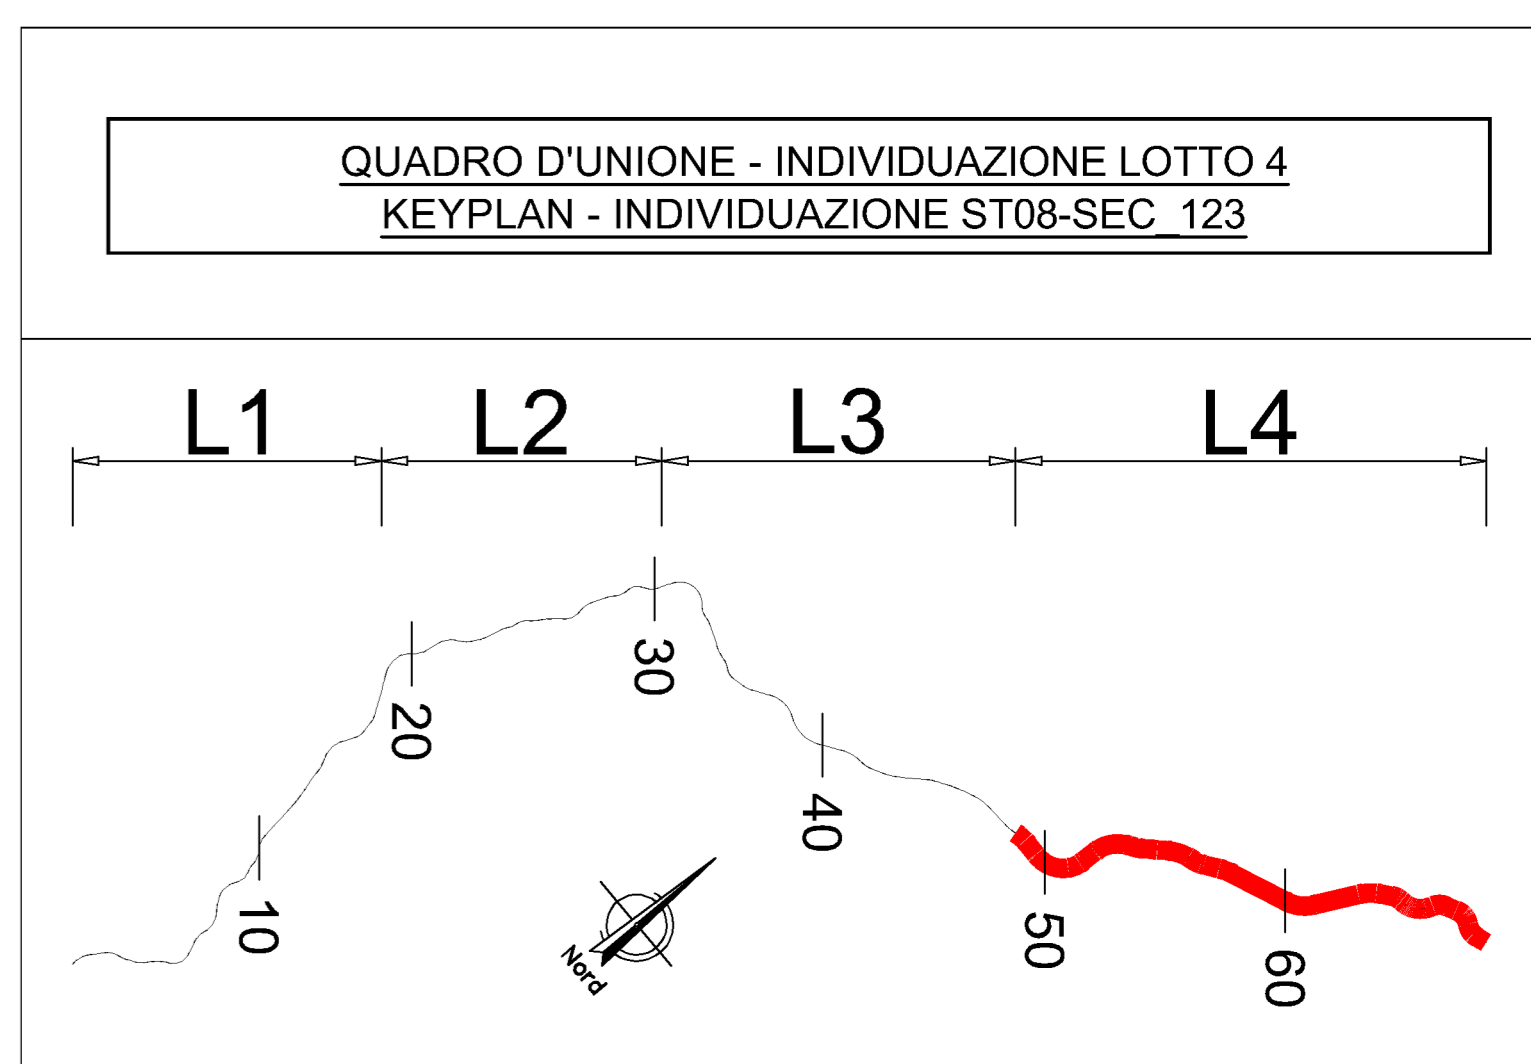 QUADRO D'UNIONE - INDIVIDUAZIONE LOTTO 4
KEYPLAN - INDIVIDUAZIONE ST08-SEC_123
L1 L2 L3 L4
30
20
40
10
50
60
Nord